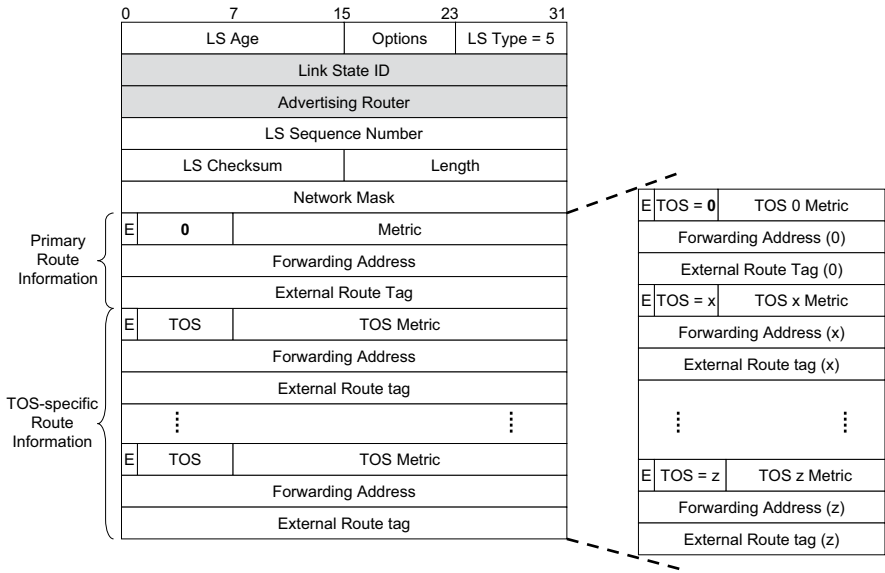 0 7 15 23 31
LS Age Options LS Type = 5
Link State ID
Advertising Router
LS Sequence Number
LS Checksum Length
Network Mask
E 0 Metric
Forwarding Address
External Route Tag
E TOS TOS Metric
Forwarding Address
External Route tag
E TOS TOS Metric
Forwarding Address
External Route tag
Primary
Route
Information
TOS-specific
Route
Information
E TOS = 0 TOS 0 Metric
Forwarding Address (0)
External Route Tag (0)
E TOS = x TOS x Metric
Forwarding Address (x)
External Route tag (x)
E TOS = z TOS z Metric
Forwarding Address (z)
External Route tag (z)